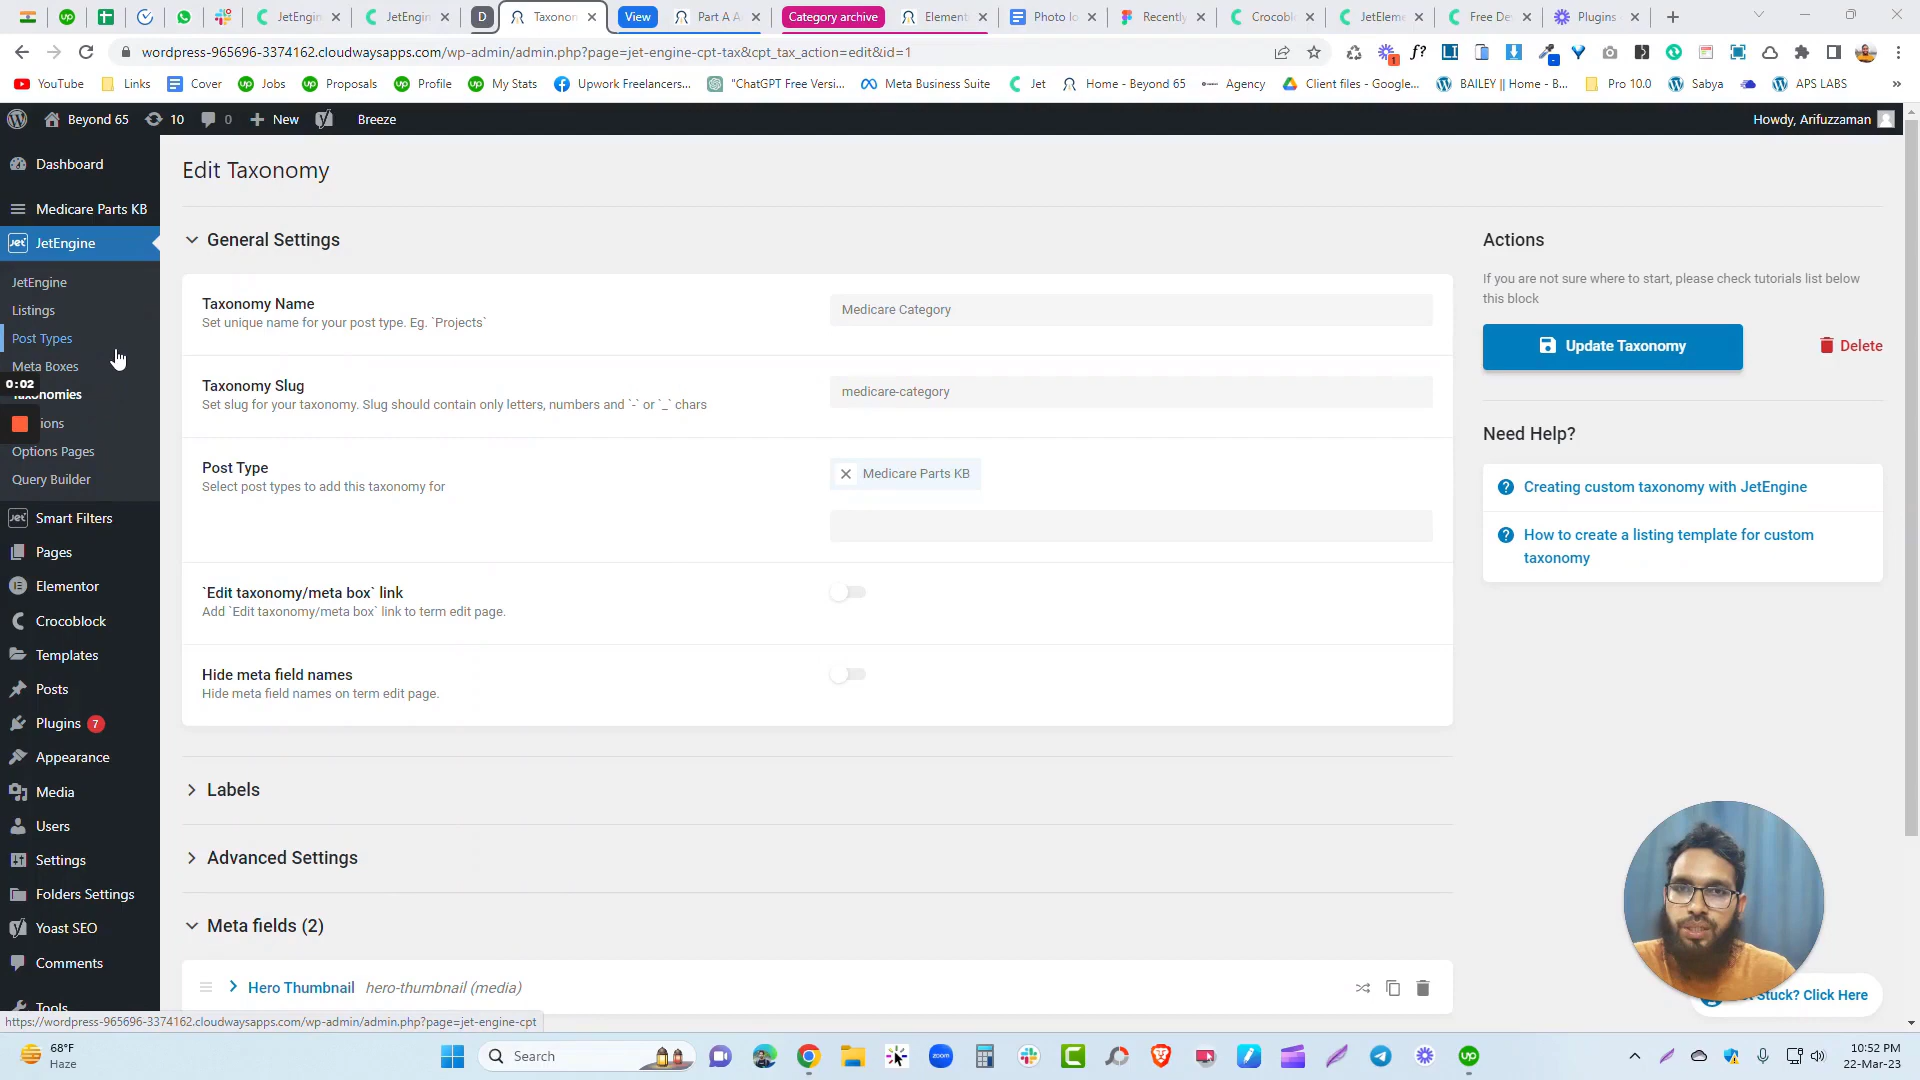 JetEngin
JetEngin
D
Taxonon
View
Part A A
Category archive
Element
Photo lo
Recently
Crocoblo
JetEleme
Free Des
Plugins
wordpress-965696-3374162.cloudwaysapps.com/wp-admin/admin.php?page=jet-engine-cpt-tax&cpt_tax_action=edit&id=1
YouTube
Links
Cover
Jobs
Proposals
Profile
My Stats
Upwork Freelancers...
"ChatGPT Free Versi...
Meta Business Suite
Jet
Home - Beyond 65
Agency
Client files - Google...
BAILEY || Home - B...
Pro 10.0
Sabya
APS LABS
Beyond 65
10
0
New
Breeze
Howdy, Arifuzzaman
Dashboard
Medicare Parts KB
JetEngine
JetEngine
Listings
Post Types
Meta Boxes
0:02
Taxonomies
ions
Options Pages
Query Builder
Smart Filters
Pages
Elementor
Crocoblock
Templates
Posts
Plugins 7
Appearance
Media
Users
Settings
Folders Settings
Yoast SEO
Comments
Tools
Edit Taxonomy
General Settings
Taxonomy Name
Set unique name for your post type. Eg. `Projects`
Medicare Category
Taxonomy Slug
Set slug for your taxonomy. Slug should contain only letters, numbers and `-` or `_` chars
medicare-category
Post Type
Select post types to add this taxonomy for
Medicare Parts KB
`Edit taxonomy/meta box` link
Add `Edit taxonomy/meta box` link to term edit page.
Hide meta field names
Hide meta field names on term edit page.
Labels
Advanced Settings
Meta fields (2)
Hero Thumbnail hero-thumbnail (media)
Actions
If you are not sure where to start, please check tutorials list below
this block
Update Taxonomy
Delete
Need Help?
Creating custom taxonomy with JetEngine
How to create a listing template for custom
taxonomy
Stuck? Click Here
https://wordpress-965696-3374162.cloudwaysapps.com/wp-admin/admin.php?page=jet-engine-cpt
68°F
Haze
Search
zoom
10:52 PM
22-Mar-23